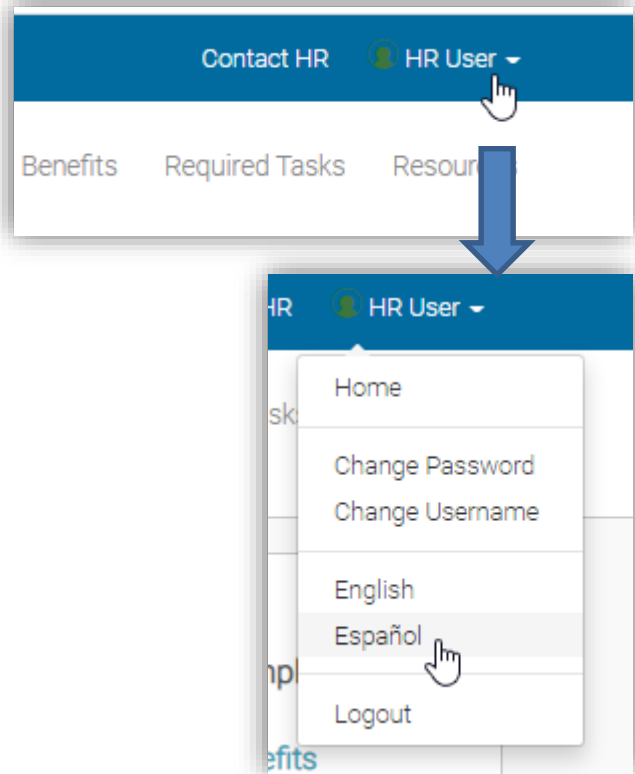 Contact HR HR User
Benefits Required Tasks
HR HR User
Home
Change Password
Change Username
English
Español
Logout